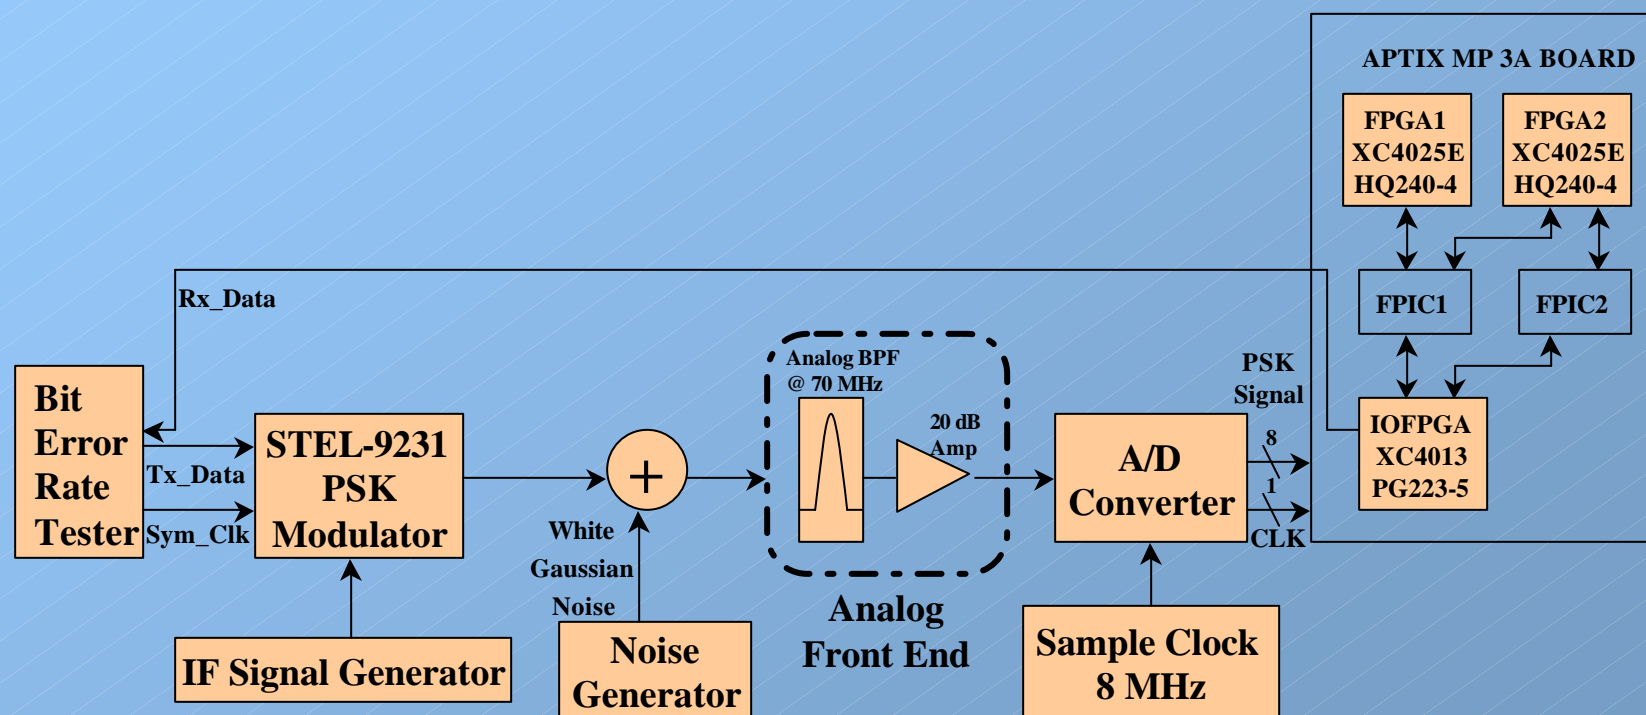 APTIX MP 3A BOARD
FPGA1
XC4025E
HQ240-4
FPGA2
XC4025E
HQ240-4
FPIC1
FPIC2
IOFPGA
XC4013
PG223-5
Rx_Data
Bit
Error
Rate
Tester
Tx_Data
Sym_Clk
STEL-9231
PSK
Modulator
IF Signal Generator
+
White
Gaussian
Noise
Noise
Generator
Analog BPF
@ 70 MHz
20 dB
Amp
Analog
Front End
A/D
Converter
Sample Clock
8 MHz
PSK
Signal
8
1
CLK